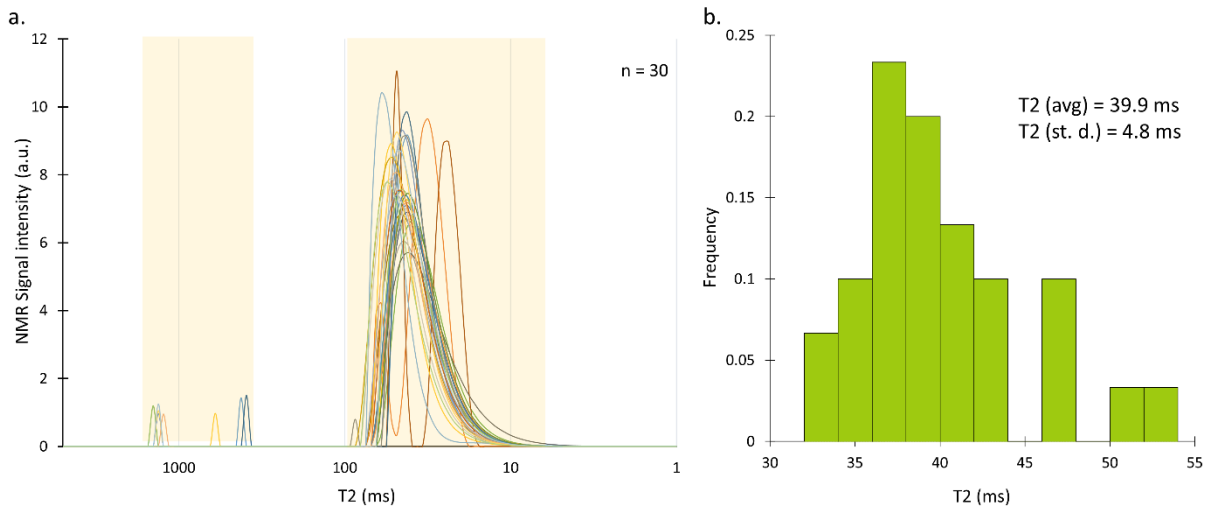 a.
12
10
8
6
4
2
0
NMR Signal intensity (a.u.)
n = 30
1000
100
10
1
T2 (ms)
b.
0.25
0.2
0.15
0.1
0.05
0
Frequency
T2 (avg) = 39.9 ms
T2 (st. d.) = 4.8 ms
30
35
40
45
50
55
T2 (ms)